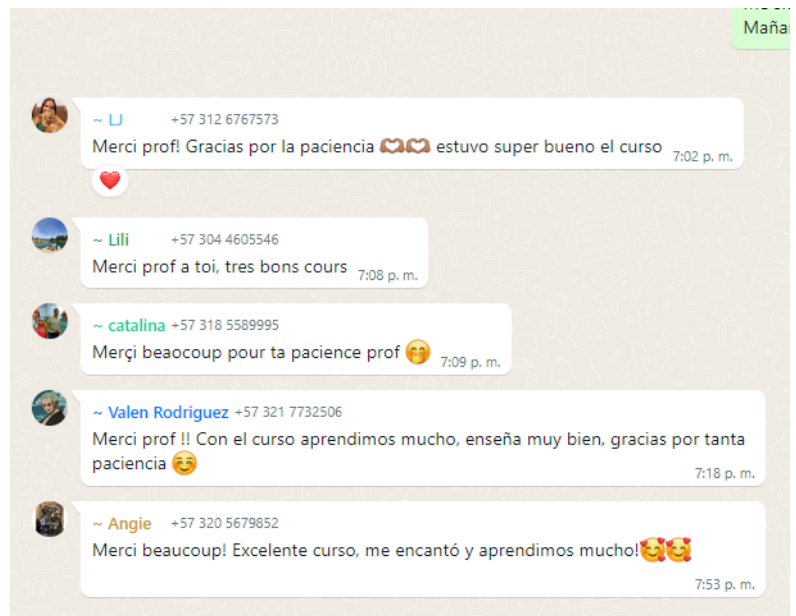 Maña
~ LJ +57 312 6767573
Merci prof! Gracias por la paciencia 🫶🏽🫶🏽 estuvo super bueno el curso 7:02 p. m.
❤️
~ Lili +57 304 4605546
Merci prof a toi, tres bons cours 7:08 p. m.
~ catalina +57 318 5589995
Merçi beaocoup pour ta pacience prof 🤭 7:09 p. m.
~ Valen Rodriguez +57 321 7732506
Merci prof !! Con el curso aprendimos mucho, enseña muy bien, gracias por tanta
paciencia ☺️ 7:18 p. m.
~ Angie +57 320 5679852
Merci beaucoup! Excelente curso, me encantó y aprendimos mucho!🥰🥰
7:53 p. m.